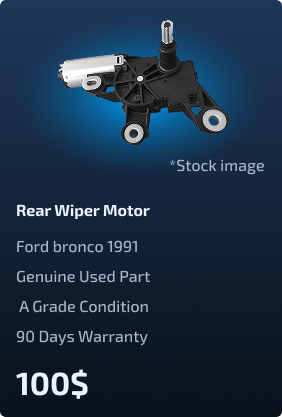 *Stock image
Rear Wiper Motor
Ford bronco 1991
Genuine Used Part
A Grade Condition
90 Days Warranty
100$